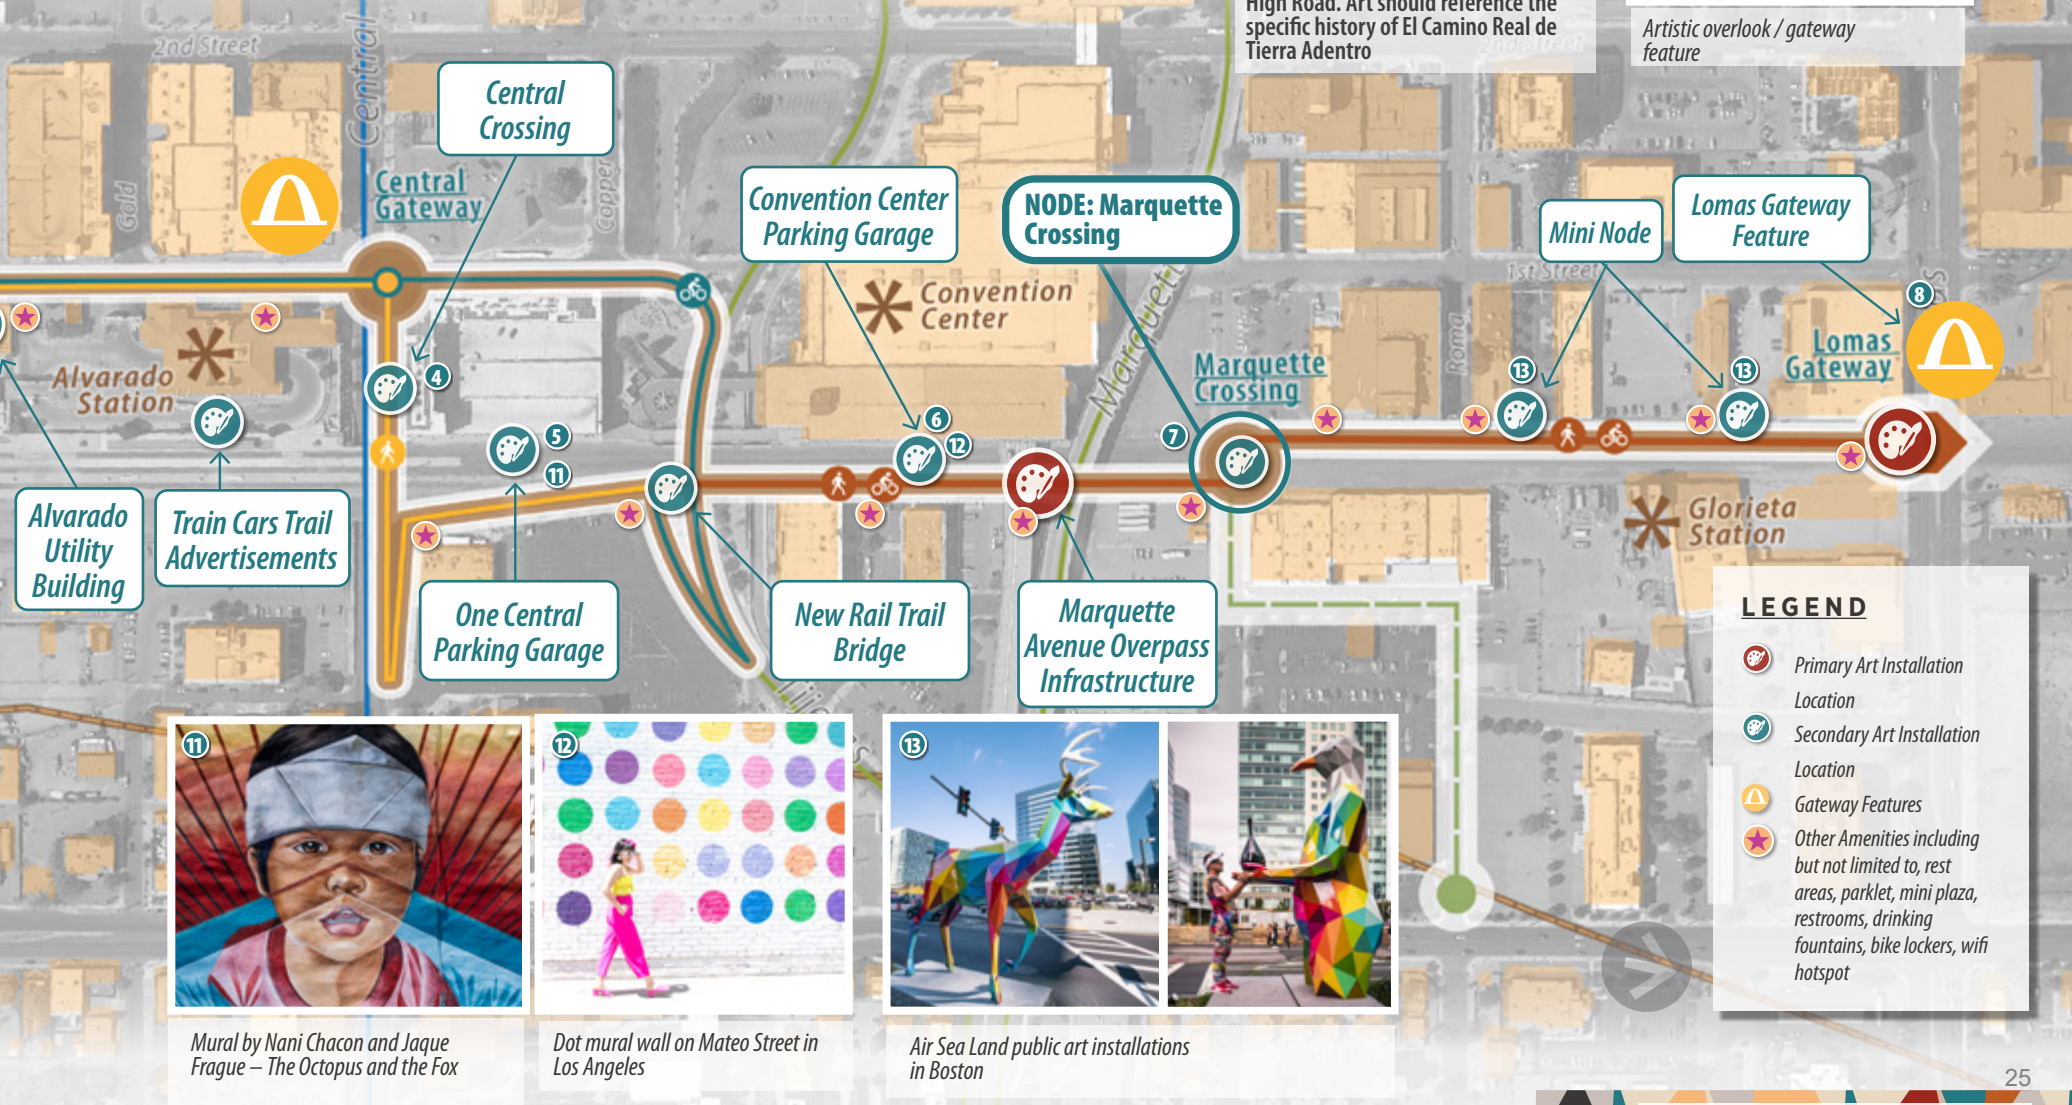 High Road. Art should reference the
specific history of El Camino Real de
Tierra Adentro
Artistic overlook / gateway
feature
2nd Street
2nd Street
Central
Gold
Copper
Central
Crossing
Central
Gateway
Convention Center
Parking Garage
NODE: Marquette
Crossing
Mini Node
Lomas Gateway
Feature
1st Street
8
Convention
Center
Marquette
Roma
Lomas
Gateway
Marquette
Crossing
Alvarado
Station
4
13
13
5
11
6
12
7
Alvarado
Utility
Building
Train Cars Trail
Advertisements
One Central
Parking Garage
New Rail Trail
Bridge
Marquette
Avenue Overpass
Infrastructure
Glorieta
Station
LEGEND
Primary Art Installation
Location
Secondary Art Installation
Location
Gateway Features
Other Amenities including
but not limited to, rest
areas, parklet, mini plaza,
restrooms, drinking
fountains, bike lockers, wifi
hotspot
11
12
13
Mural by Nani Chacon and Jaque
Frague – The Octopus and the Fox
Dot mural wall on Mateo Street in
Los Angeles
Air Sea Land public art installations
in Boston
25